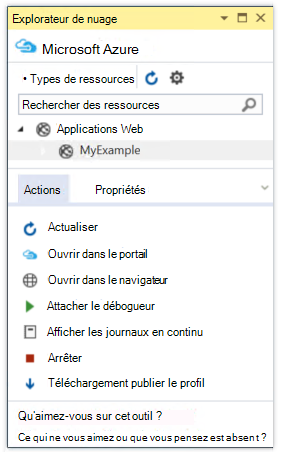 Explorateur de nuage
Microsoft Azure
• Types de ressources
Rechercher des ressources
Applications Web
MyExample
Actions Propriétés
Actualiser
Ouvrir dans le portail
Ouvrir dans le navigateur
Attacher le débogueur
Afficher les journaux en continu
Arrêter
Téléchargement publier le profil
Qu'aimez-vous sur cet outil ?
Ce qui ne vous aimez ou que vous pensez est absent ?